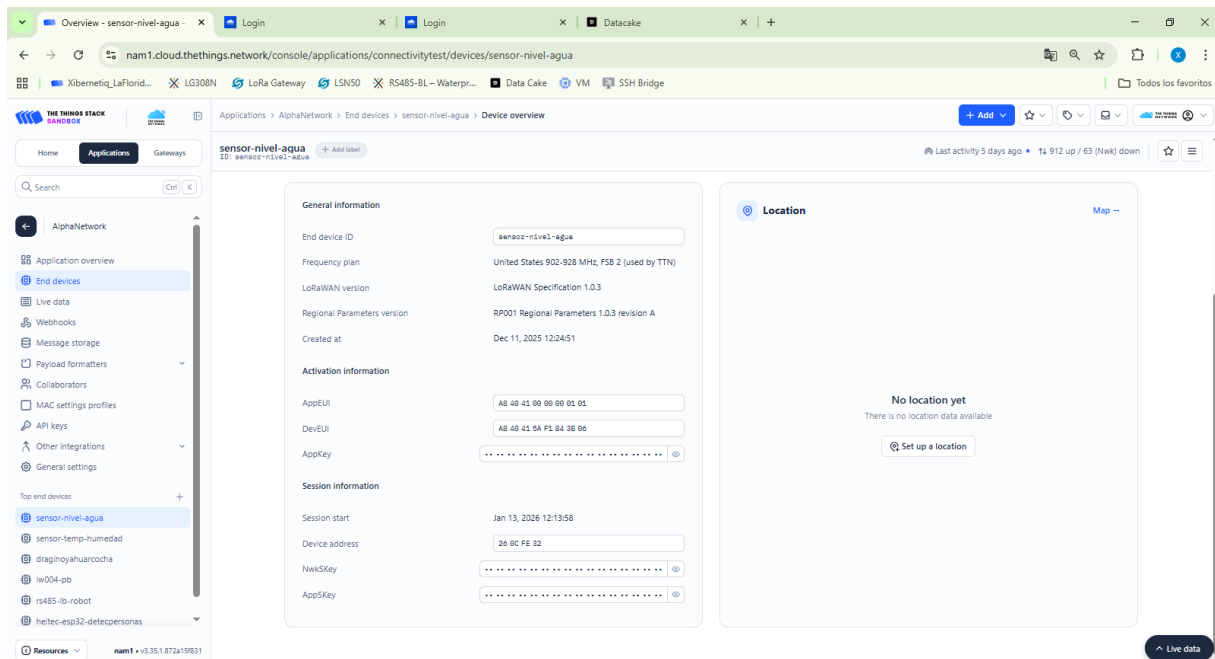 Overview - sensor-nivel-agua -
Login
Login
Datacake
nam1.cloud.thethings.network/console/applications/connectivitytest/devices/sensor-nivel-agua
X
Xibernetiq_LaFlorid...
LG308N
LoRa Gateway
LSN50
RS485-BL – Waterpr...
Data Cake
VM
SSH Bridge
Todos los favoritos
THE THINGS STACK
SANDBOX
THE THINGS
NETWORK
Applications > AlphaNetwork > End devices > sensor-nivel-agua > Device overview
+ Add
THE THINGS
NETWORK
Home
Applications
Gateways
sensor-nivel-agua
+ Add label
ID: sensor-nivel-agua
Last activity 5 days ago • ↑↓ 912 up / 63 (Nwk) down
Search
Ctrl K
AlphaNetwork
Application overview
End devices
Live data
Webhooks
Message storage
Payload formatters
Collaborators
MAC settings profiles
API keys
Other integrations
General settings
Top end devices
+
sensor-nivel-agua
sensor-temp-humedad
draginoyahuarcocha
lw004-pb
rs485-lb-robot
heltec-esp32-detecpersonas
Resources
nam1 • v3.35.1.872a15f831
General information
End device ID
sensor-nivel-agua
Frequency plan
United States 902-928 MHz, FSB 2 (used by TTN)
LoRaWAN version
LoRaWAN Specification 1.0.3
Regional Parameters version
RP001 Regional Parameters 1.0.3 revision A
Created at
Dec 11, 2025 12:24:51
Activation information
AppEUI
A8 40 41 00 00 00 01 01
DevEUI
A8 40 41 5A F1 84 3B 06
AppKey
Session information
Session start
Jan 13, 2026 12:13:58
Device address
26 0C FE 32
NwkSKey
AppSKey
Location
Map →
No location yet
There is no location data available
Set up a location
Live data